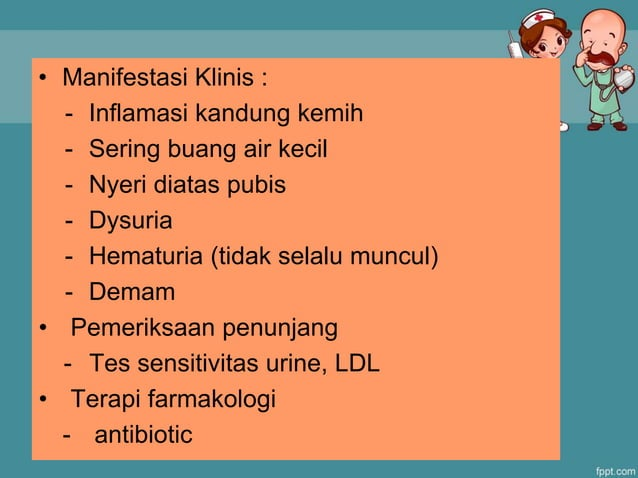 • Manifestasi Klinis :
- Inflamasi kandung kemih
- Sering buang air kecil
- Nyeri diatas pubis
- Dysuria
- Hematuria (tidak selalu muncul)
- Demam
• Pemeriksaan penunjang
- Tes sensitivitas urine, LDL
• Terapi farmakologi
- antibiotic
fppt.com